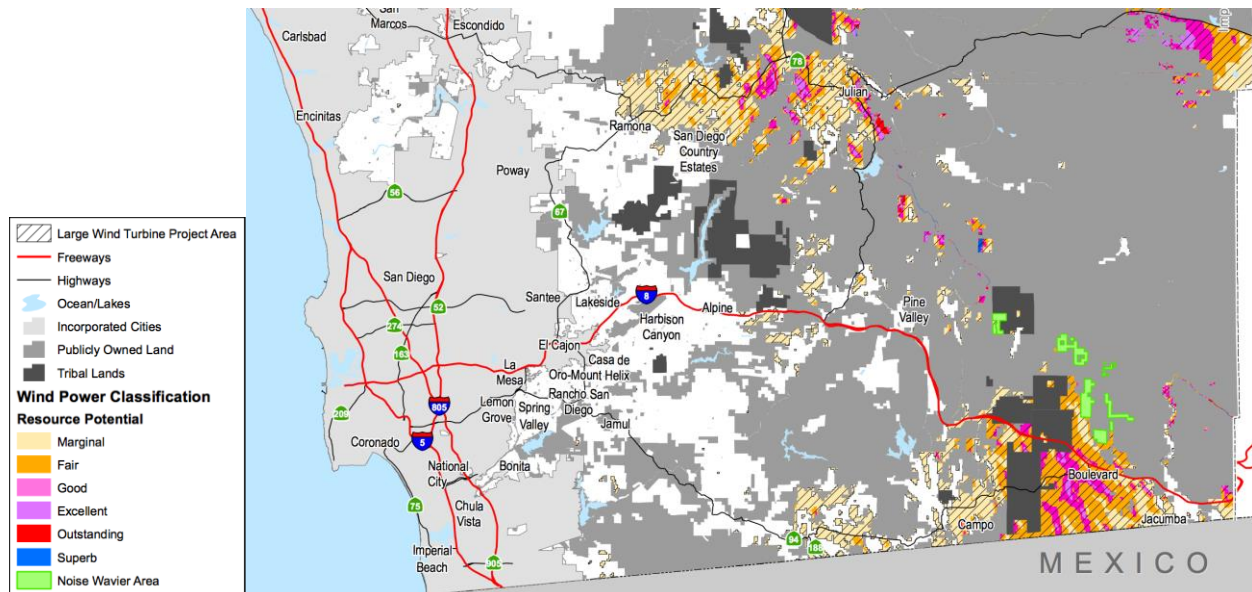 San
Marcos
Escondido
Carlsbad
78
Julian
Encinitas
Ramona
San Diego
Country
Estates
Poway
56
67
Large Wind Turbine Project Area
Freeways
Highways
Ocean/Lakes
Incorporated Cities
Publicly Owned Land
Tribal Lands
Wind Power Classification
Resource Potential
Marginal
Fair
Good
Excellent
Outstanding
Superb
Noise Wavier Area
San Diego
Santee
Lakeside
8
Alpine
Pine
Valley
52
274
163
Harbison
Canyon
El Cajon
La
Mesa
Casa de
Oro-Mount Helix
Rancho San
Diego
Lemon
Grove
Spring
Valley
Jamul
805
209
5
Coronado
National
City
Bonita
Boulevard
75
Chula
Vista
Campo
Jacumba
94
188
Imperial
Beach
905
MEXICO